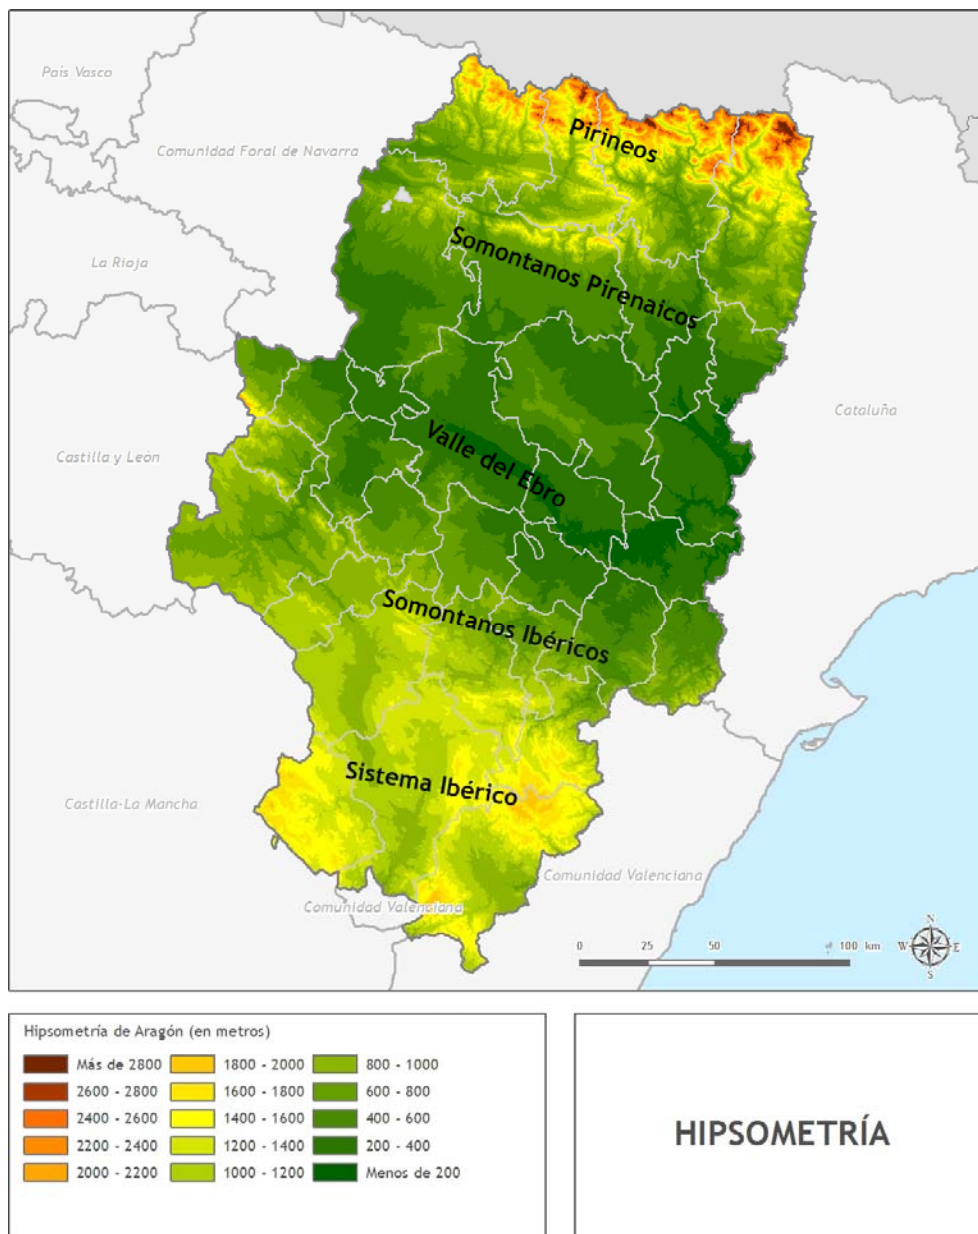 País Vasco
Comunidad Foral de Navarra
Pirineos
La Rioja
Somontanos Pirenaicos
Cataluña
Castilla y León
Valle del Ebro
Somontanos Ibéricos
Sistema Ibérico
Castilla-La Mancha
Comunidad Valenciana
Comunidad Valenciana
0 25 50 100 km
N
W E
S
Hipsometría de Aragón (en metros)
Más de 2800 1800 - 2000 800 - 1000
2600 - 2800 1600 - 1800 600 - 800
2400 - 2600 1400 - 1600 400 - 600
2200 - 2400 1200 - 1400 200 - 400
2000 - 2200 1000 - 1200 Menos de 200
HIPSOMETRÍA